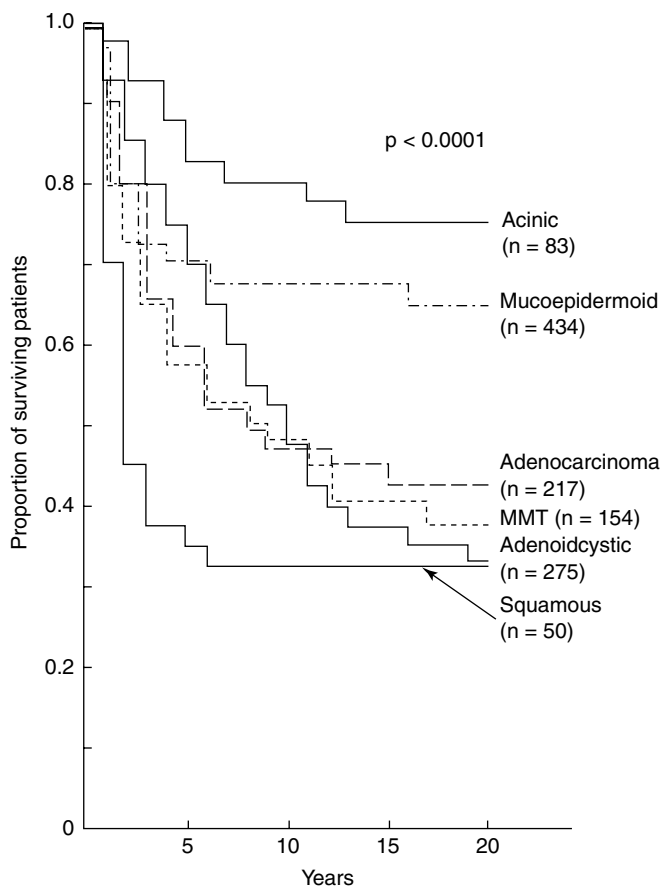 1.0
0.8
0.6
0.4
0.2
0
Proportion of surviving patients
p < 0.0001
Acinic
(n = 83)
Mucoepidermoid
(n = 434)
Adenocarcinoma
(n = 217)
MMT (n = 154)
Adenoidcystic
(n = 275)
Squamous
(n = 50)
5 10 15 20
Years